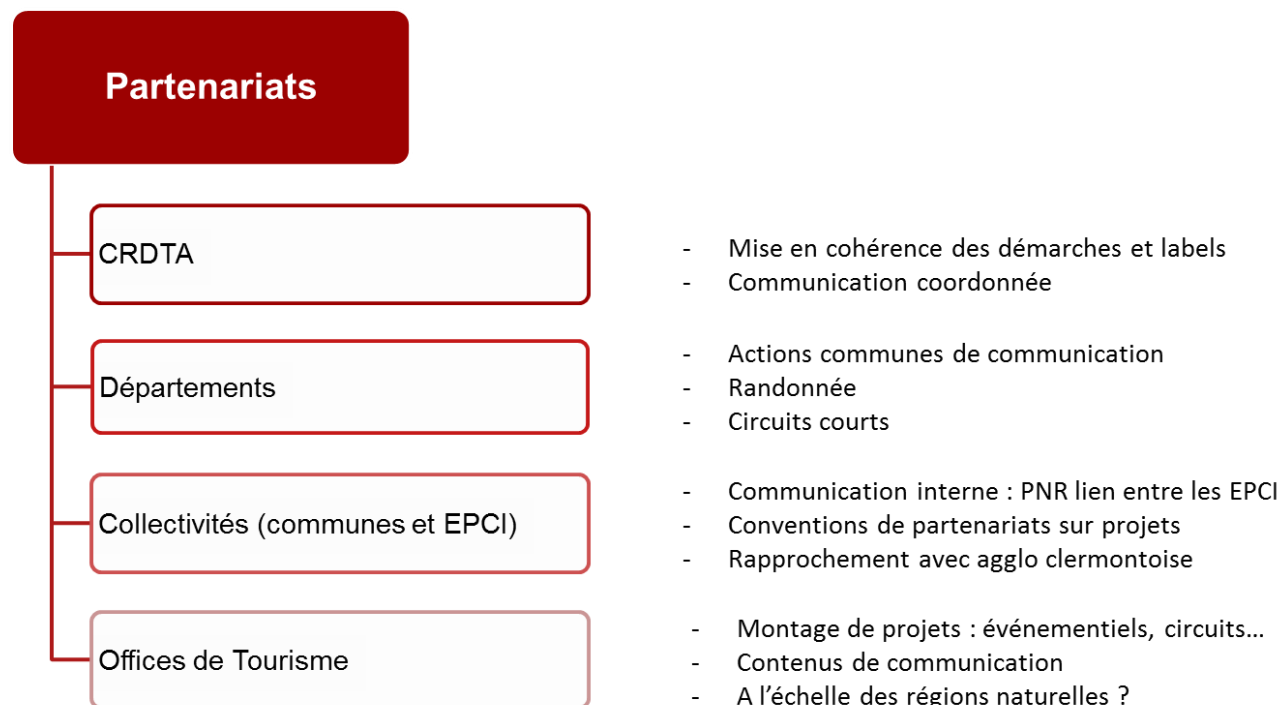 Partenariats
CRDTA
- Mise en cohérence des démarches et labels
- Communication coordonnée
Départements
- Actions communes de communication
- Randonnée
- Circuits courts
Collectivités (communes et EPCI)
- Communication interne : PNR lien entre les EPCI
- Conventions de partenariats sur projets
- Rapprochement avec agglo clermontoise
Offices de Tourisme
- Montage de projets : événementiels, circuits…
- Contenus de communication
- A l’échelle des régions naturelles ?